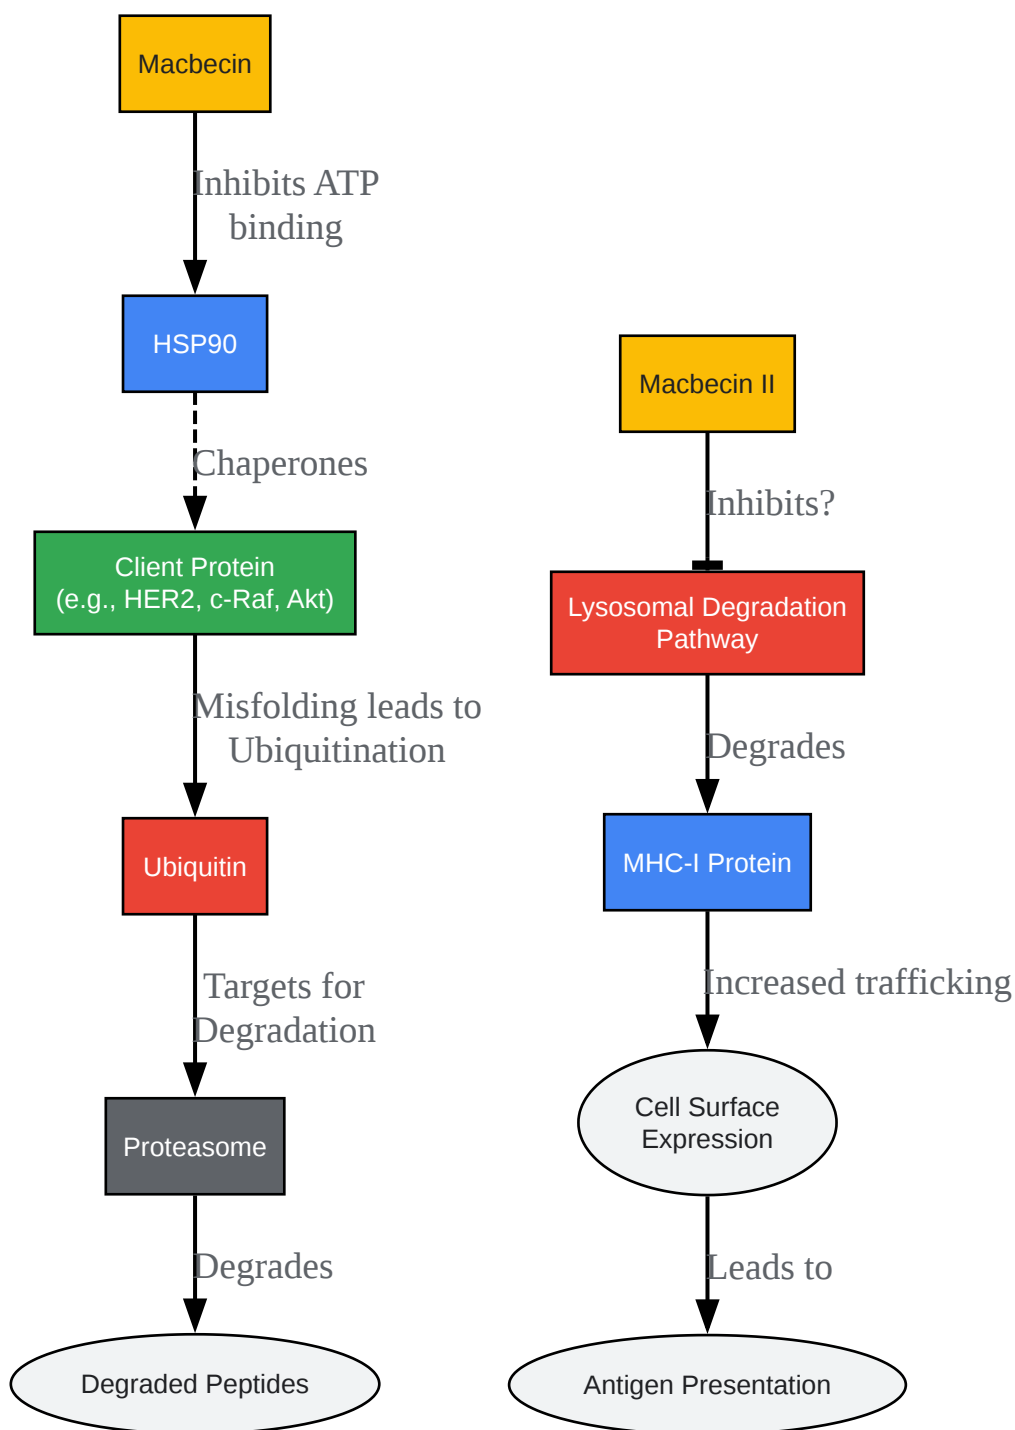 Macbecin
Inhibits ATP
binding
HSP90
Chaperones
Client Protein
(e.g., HER2, c-Raf, Akt)
Misfolding leads to
Ubiquitination
Ubiquitin
Targets for
Degradation
Proteasome
Degrades
Degraded Peptides
Macbecin II
Inhibits?
Lysosomal Degradation
Pathway
Degrades
MHC-I Protein
Increased trafficking
Cell Surface
Expression
Leads to
Antigen Presentation